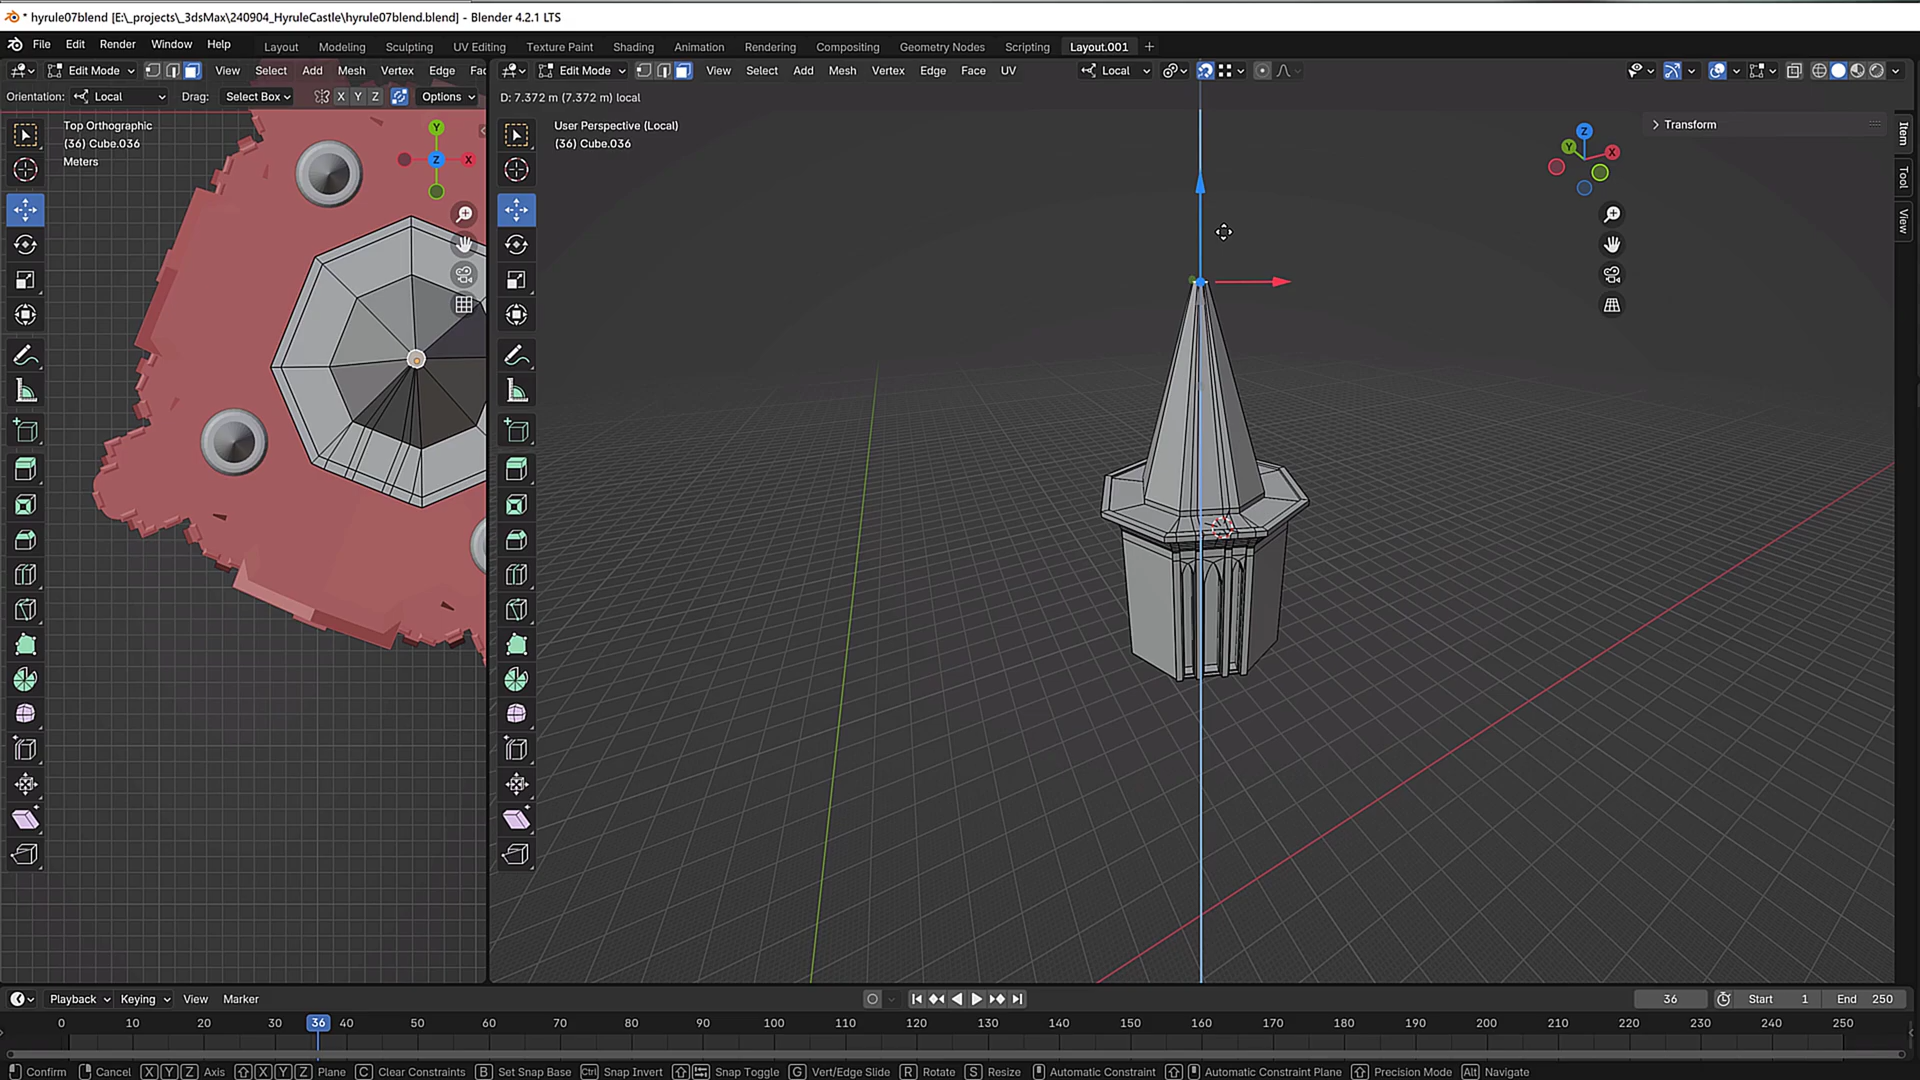 * hyrule07blend [E:\_projects\_3dsMax\240904_HyruleCastle\hyrule07blend.blend] - Blender 4.2.1 LTS
File Edit Render Window Help Layout Modeling Sculpting UV Editing Texture Paint Shading Animation Rendering Compositing Geometry Nodes Scripting Layout.001 +
Edit Mode View Select Add Mesh Vertex Edge Fac Edit Mode View Select Add Mesh Vertex Edge Face UV Local
Orientation: Local Drag: Select Box X Y Z Options D: 7.372 m (7.372 m) local
Top Orthographic
(36) Cube.036
Meters
Y
Z
X
User Perspective (Local)
(36) Cube.036
Z
Y
X
Transform
Item
Tool
View
Playback Keying View Marker 36 Start 1 End 250
0 10 20 30 36 40 50 60 70 80 90 100 110 120 130 140 150 160 170 180 190 200 210 220 230 240 250
Confirm Cancel X Y Z Axis X Y Z Plane C Clear Constraints B Set Snap Base Ctrl Snap Invert Snap Toggle G Vert/Edge Slide R Rotate S Resize Automatic Constraint Automatic Constraint Plane Precision Mode Alt Navigate